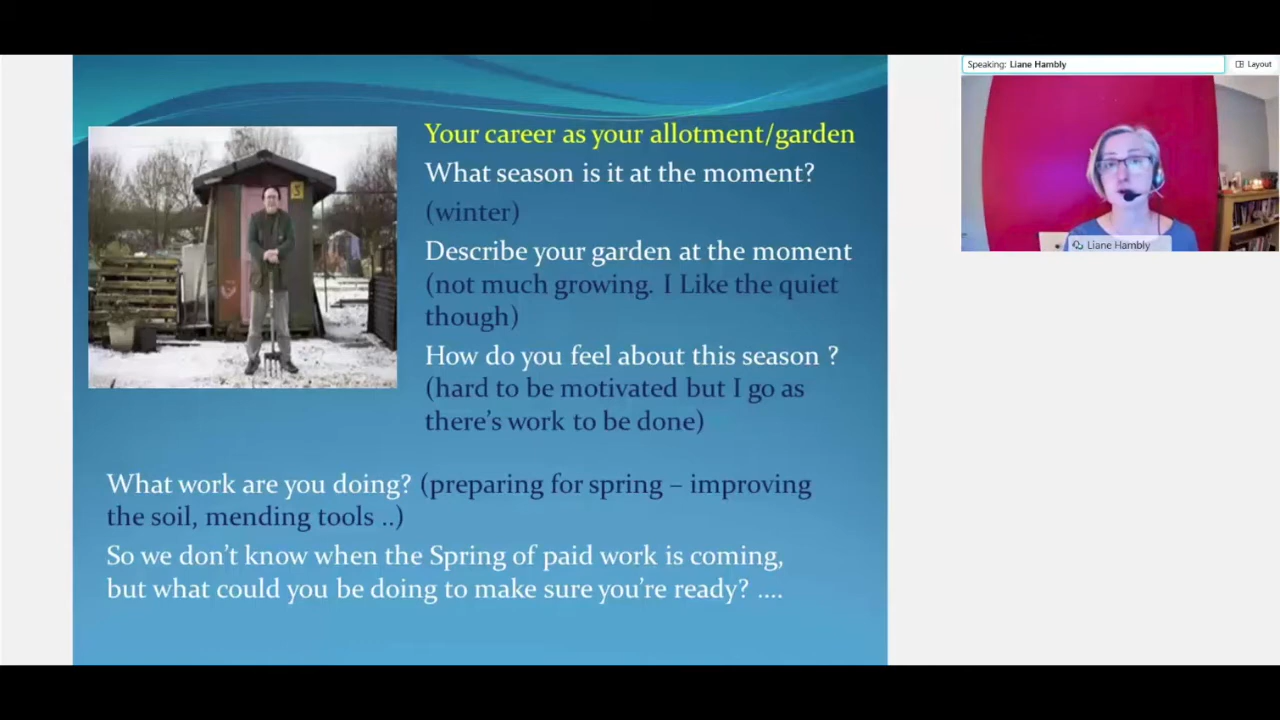 Your career as your allotment/garden
What season is it at the moment?
(winter)
Describe your garden at the moment
(not much growing. I Like the quiet
though)
How do you feel about this season ?
(hard to be motivated but I go as
there's work to be done)
What work are you doing? (preparing for spring – improving
the soil, mending tools ..)
So we don't know when the Spring of paid work is coming,
but what could you be doing to make sure you're ready? ....
Speaking: Liane Hambly
Layout
Liane Hambly
5